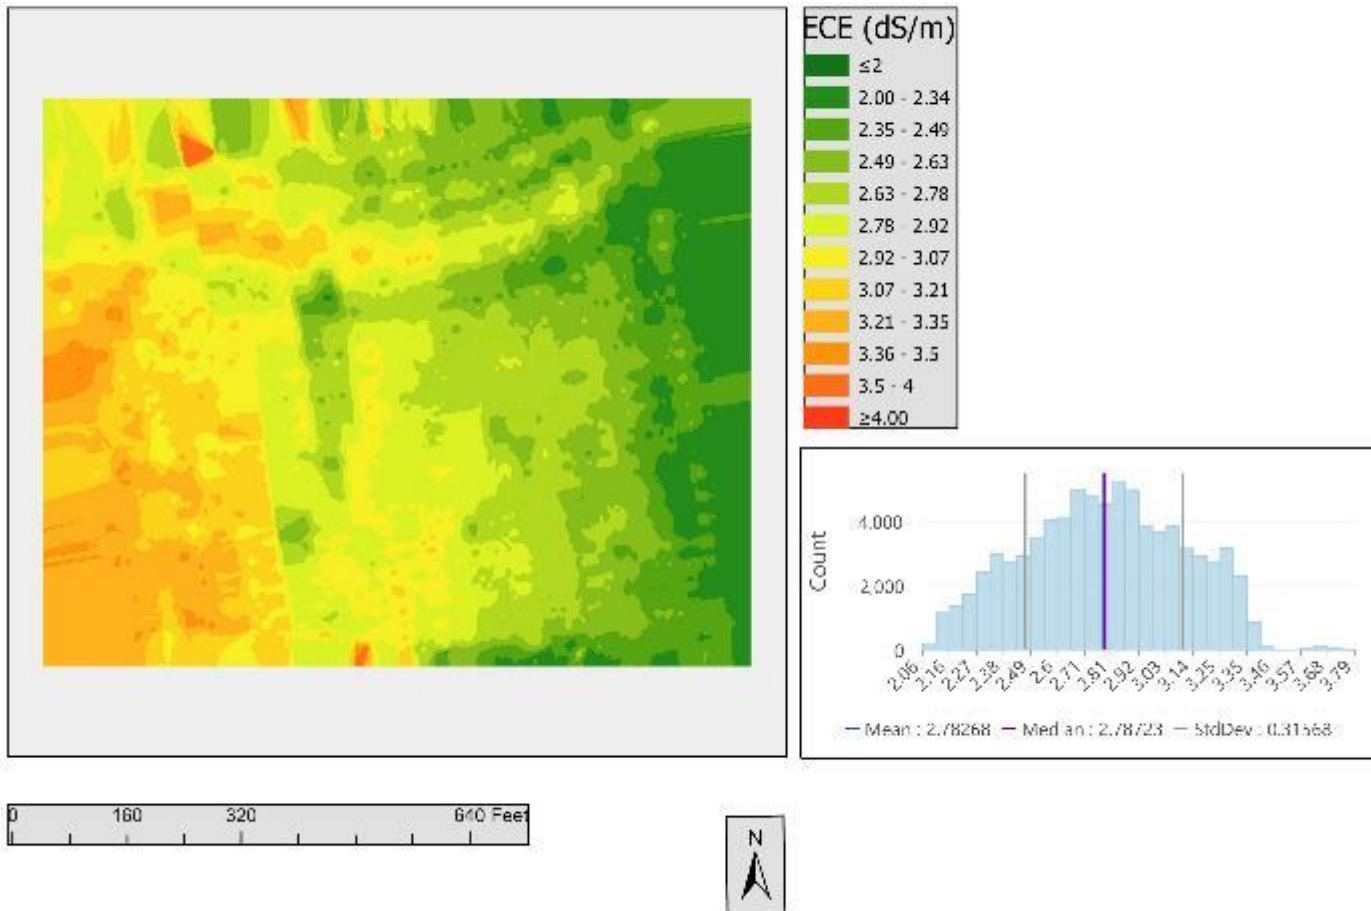 ECE (dS/m)
≤2
2.00 - 2.34
2.35 - 2.49
2.49 - 2.63
2.63 - 2.78
2.78 - 2.92
2.92 - 3.07
3.07 - 3.21
3.21 - 3.35
3.36 - 3.5
3.5 - 4
≥4.00
Count
4,000
2,000
0
2.06 2.16 2.27 2.38 2.49 2.6 2.71 2.81 2.92 3.03 3.14 3.25 3.35 3.46 3.57 3.68 3.79
Mean : 2.78268 Median : 2.78723 StdDev : 0.31568
0 160 320 640 Feet
N